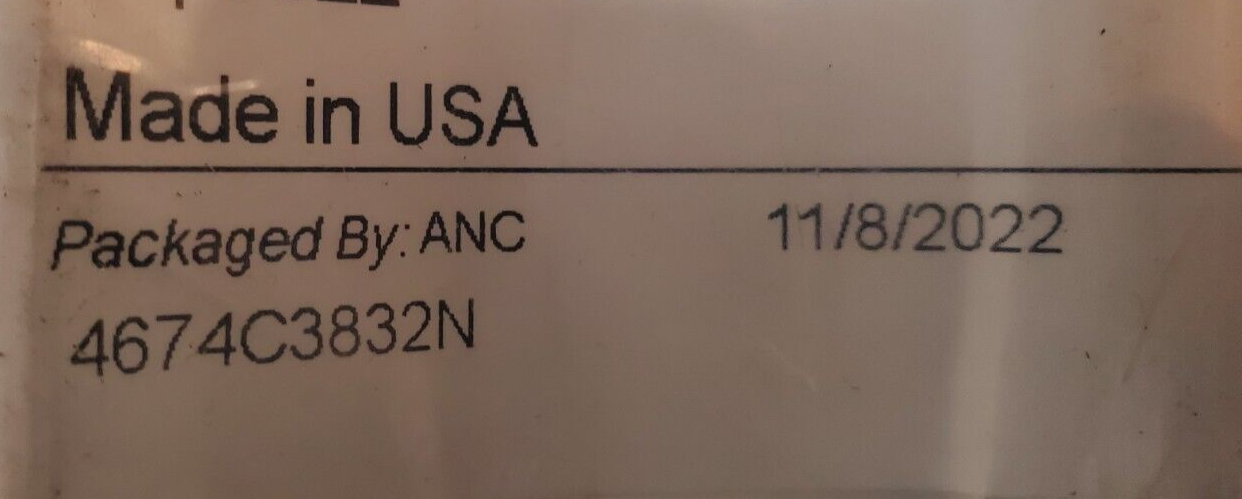 Made in USA
Packaged By: ANC 11/8/2022
4674C3832N